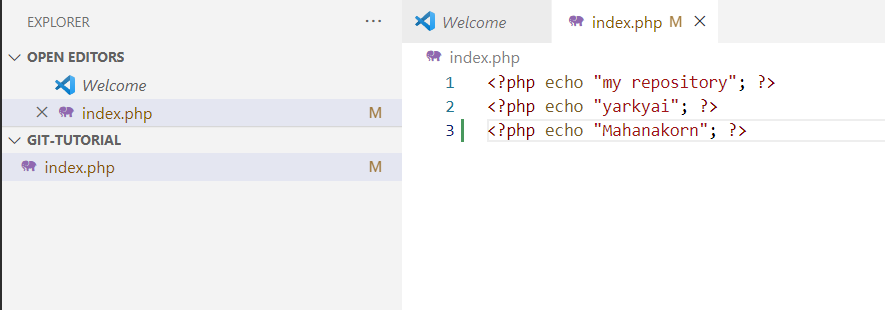 EXPLORER ...
OPEN EDITORS
Welcome
index.php M
GIT-TUTORIAL
index.php M
Welcome index.php M
index.php
1 <?php echo "my repository"; ?>
2 <?php echo "yarkyai"; ?>
3 <?php echo "Mahanakorn"; ?>